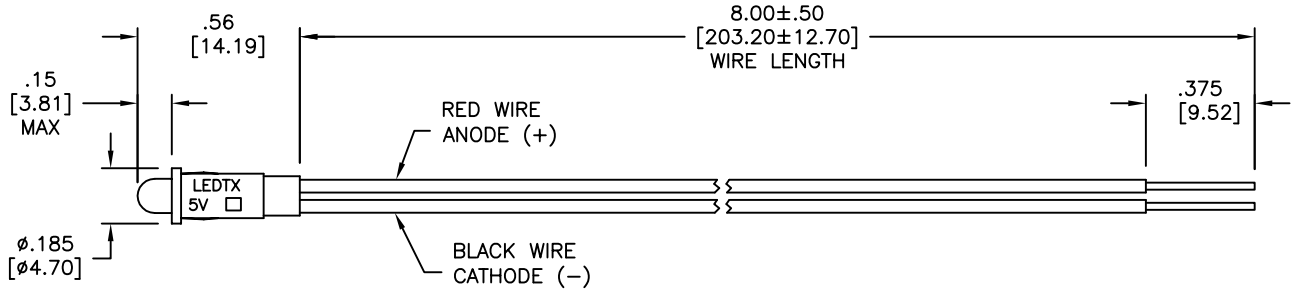 .56
[14.19]
8.00±.50
[203.20±12.70]
WIRE LENGTH
.15
[3.81]
MAX
.375
[9.52]
RED WIRE
ANODE (+)
LEDTX
5V
ø.185
[ø4.70]
BLACK WIRE
CATHODE (−)